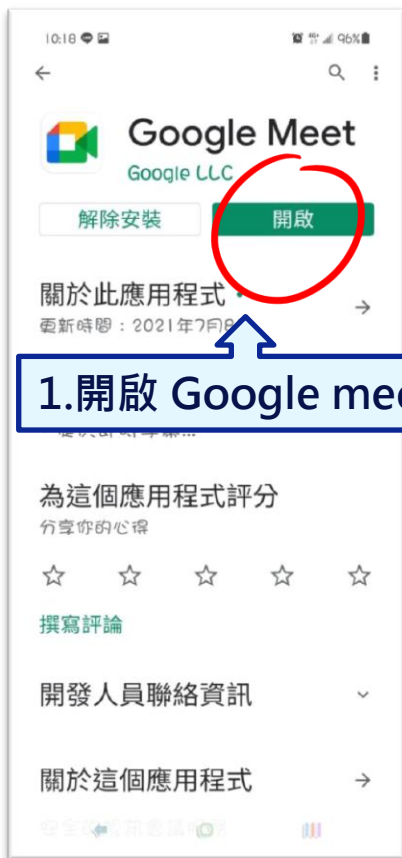 10:18 96%
Google Meet
Google LLC
解除安裝 開啟
關於此應用程式
更新時間：2021年7月8
1.開啟 Google mee
為這個應用程式評分
分享你的心得
撰寫評論
開發人員聯絡資訊
關於這個應用程式